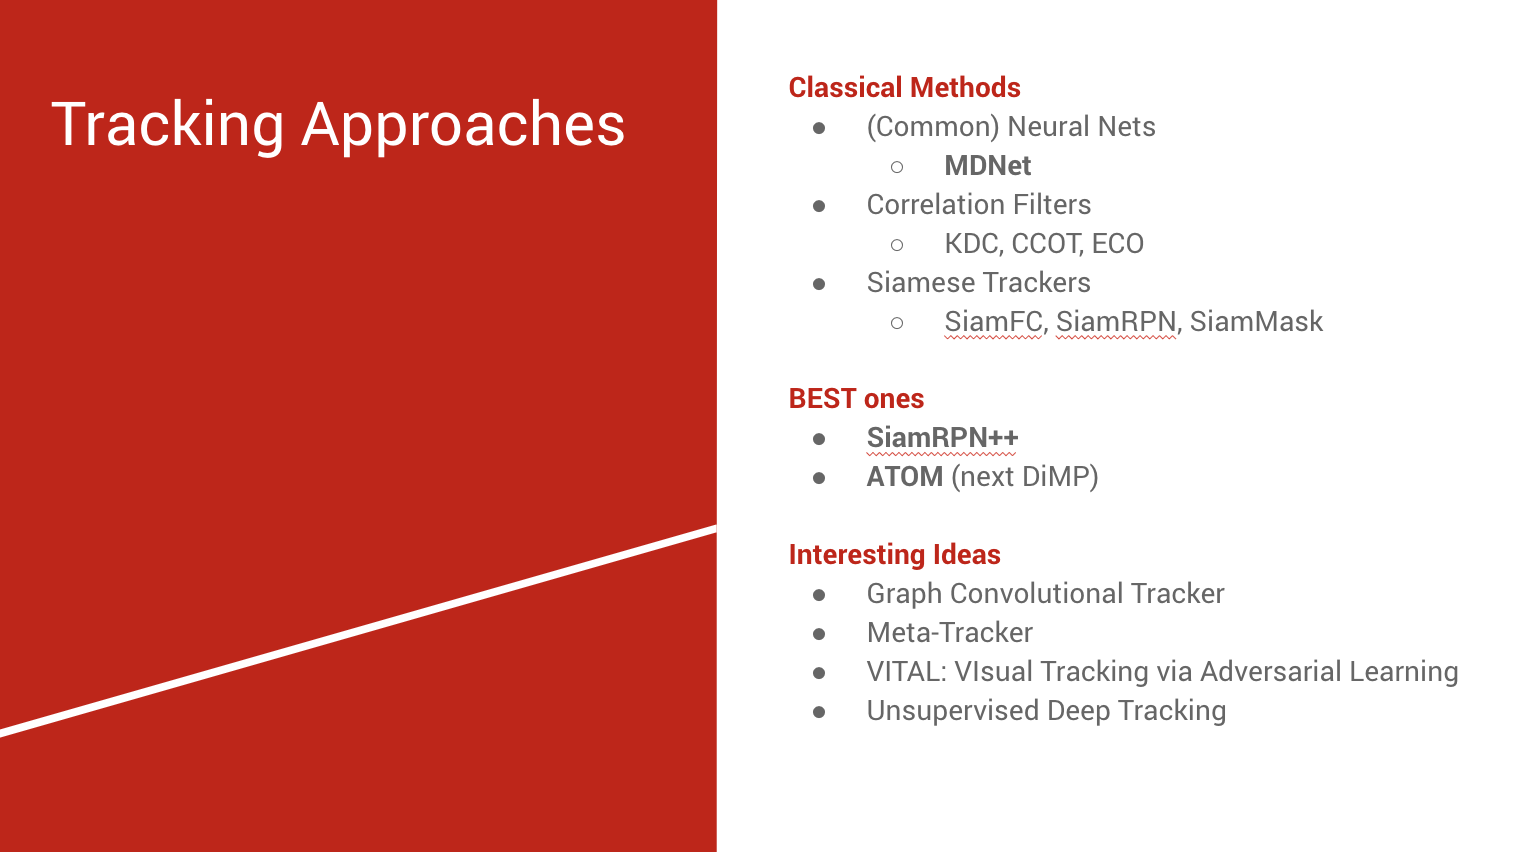 Tracking Approaches
Classical Methods
● (Common) Neural Nets
○ MDNet
● Correlation Filters
○ KDC, CCOT, ECO
● Siamese Trackers
○ SiamFC, SiamRPN, SiamMask
BEST ones
● SiamRPN++
● ATOM (next DiMP)
Interesting Ideas
● Graph Convolutional Tracker
● Meta-Tracker
● VITAL: VIsual Tracking via Adversarial Learning
● Unsupervised Deep Tracking